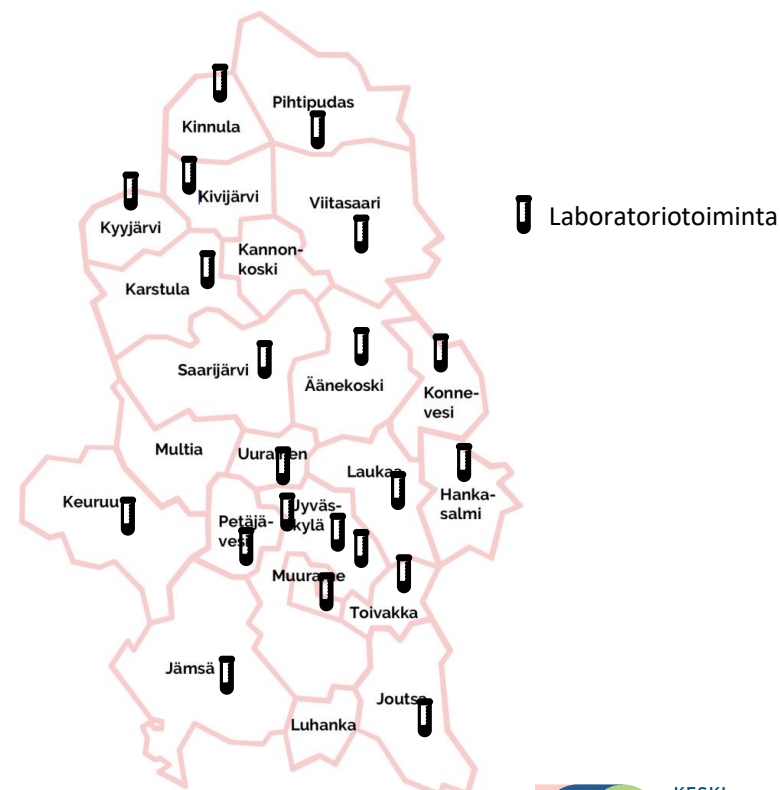 Pihtipudas
Kinnula
Kivijärvi
Viitasaari
Laboratoriotoiminta
Kyyjärvi
Kannon-
koski
Karstula
Saarijärvi
Äänekoski
Konne-
vesi
Multia
Uurainen
Laukaa
Keuruu
Hanka-
salmi
Petäjä-
vesi
Jyväs-
kylä
Muurame
Toivakka
Jämsä
Joutsa
Luhanka